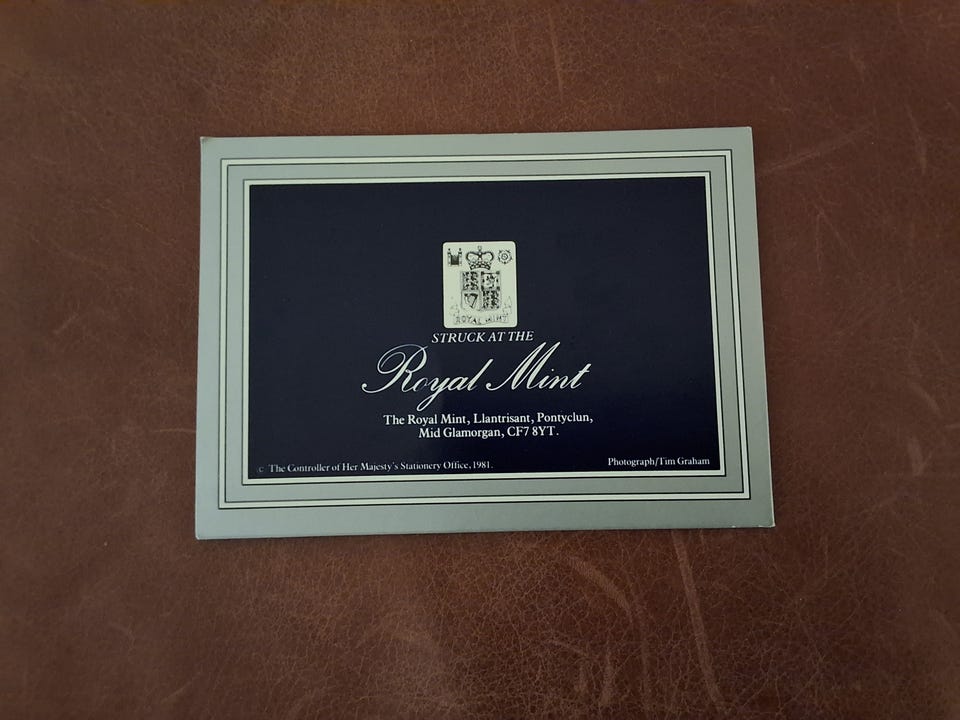 ROYAL MINT
STRUCK AT THE
Royal Mint
The Royal Mint, Llantrisant, Pontyclun,
Mid Glamorgan, CF7 8YT.
© The Controller of Her Majesty's Stationery Office, 1981.
Photograph/Tim Graham